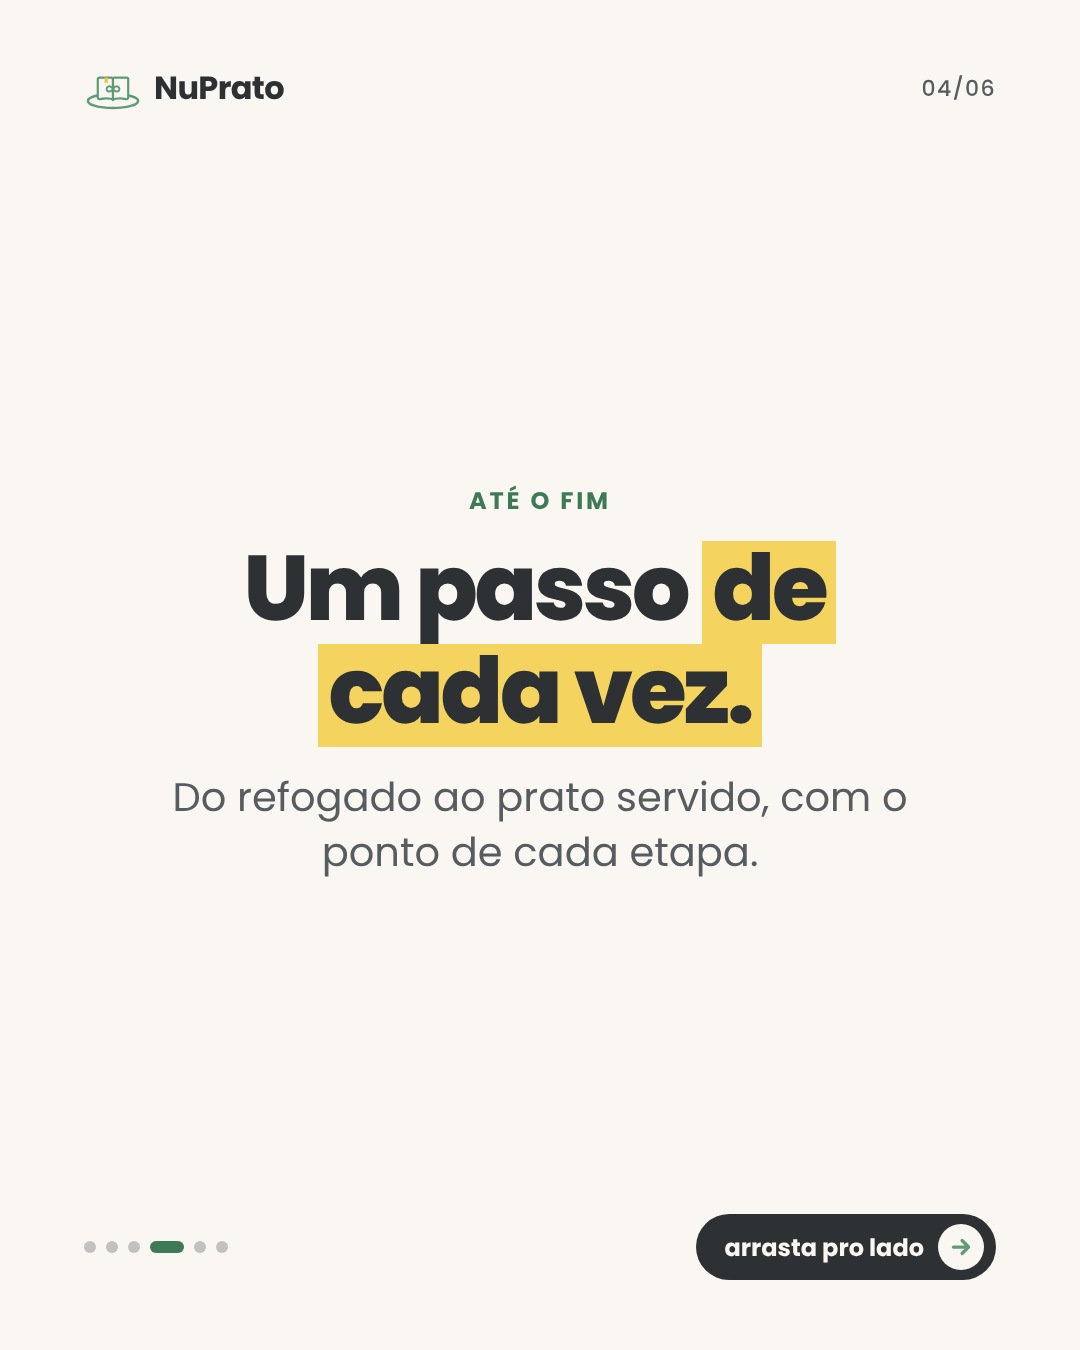 NuPrato
04/06
ATÉ O FIM
Um passo de
cada vez.
Do refogado ao prato servido, com o
ponto de cada etapa.
arrasta pro lado